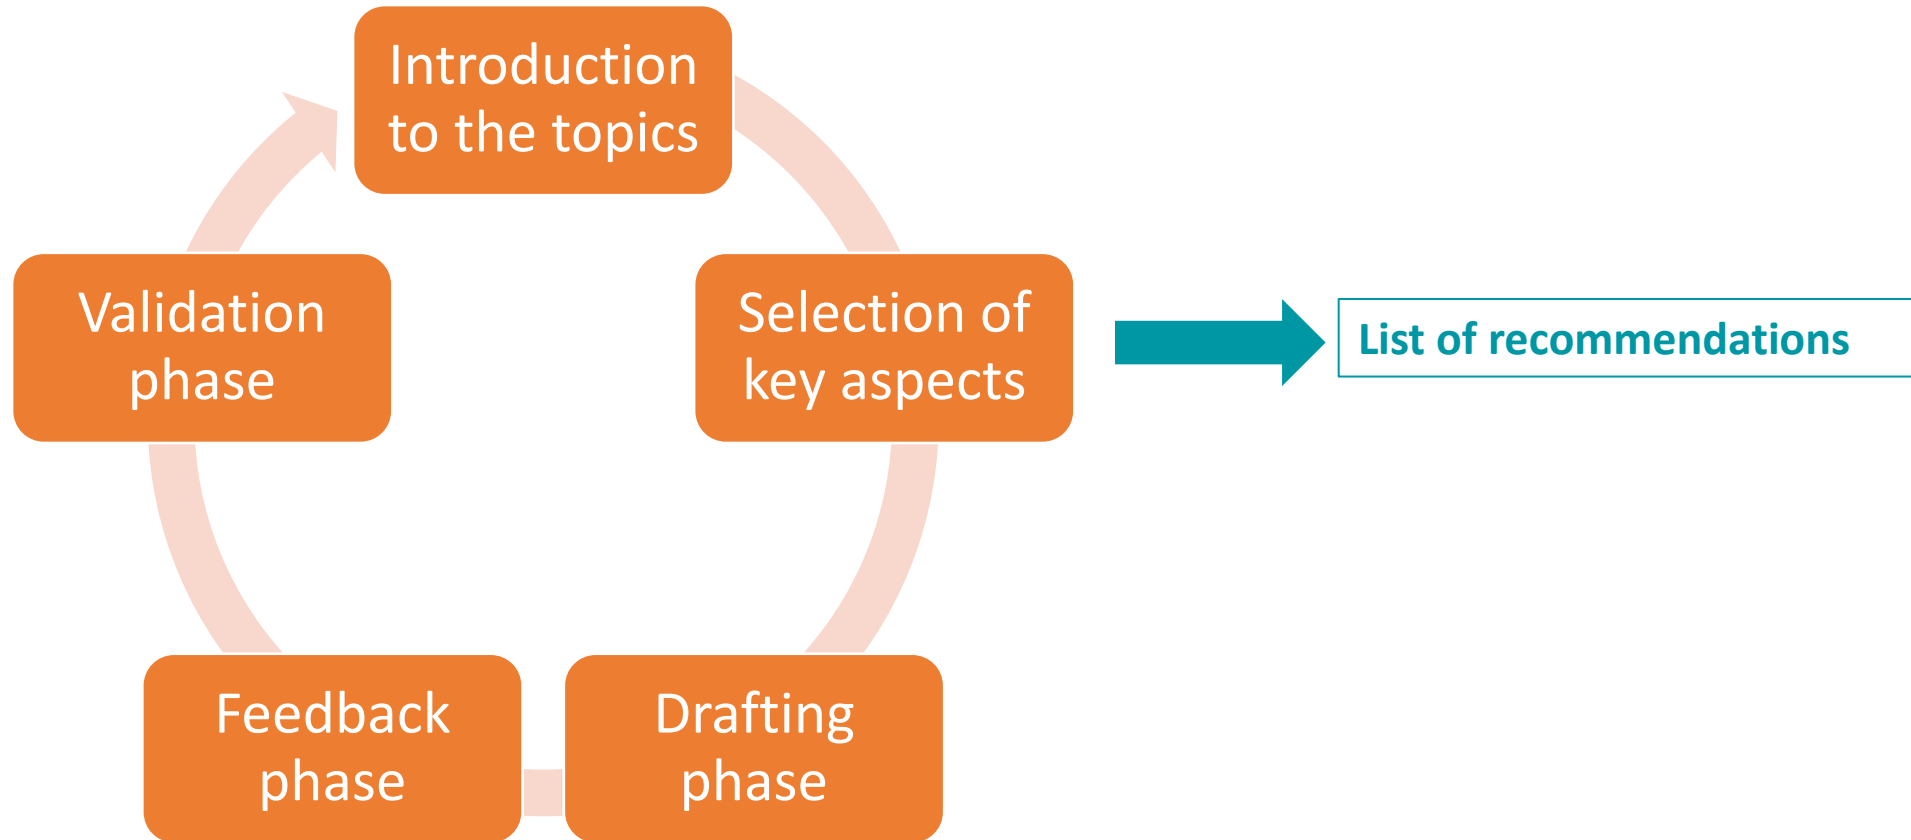 Introduction
to the topics
Validation
phase
Selection of
key aspects
List of recommendations
Feedback
phase
Drafting
phase